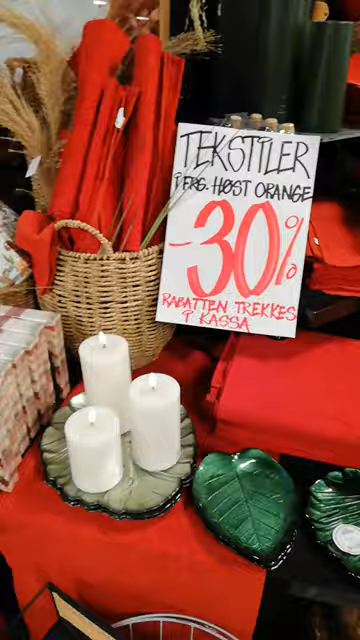 TEKSTILER
I FRG. HØST ORANGE
-30%
RABATTEN TREKKES
I KASSA